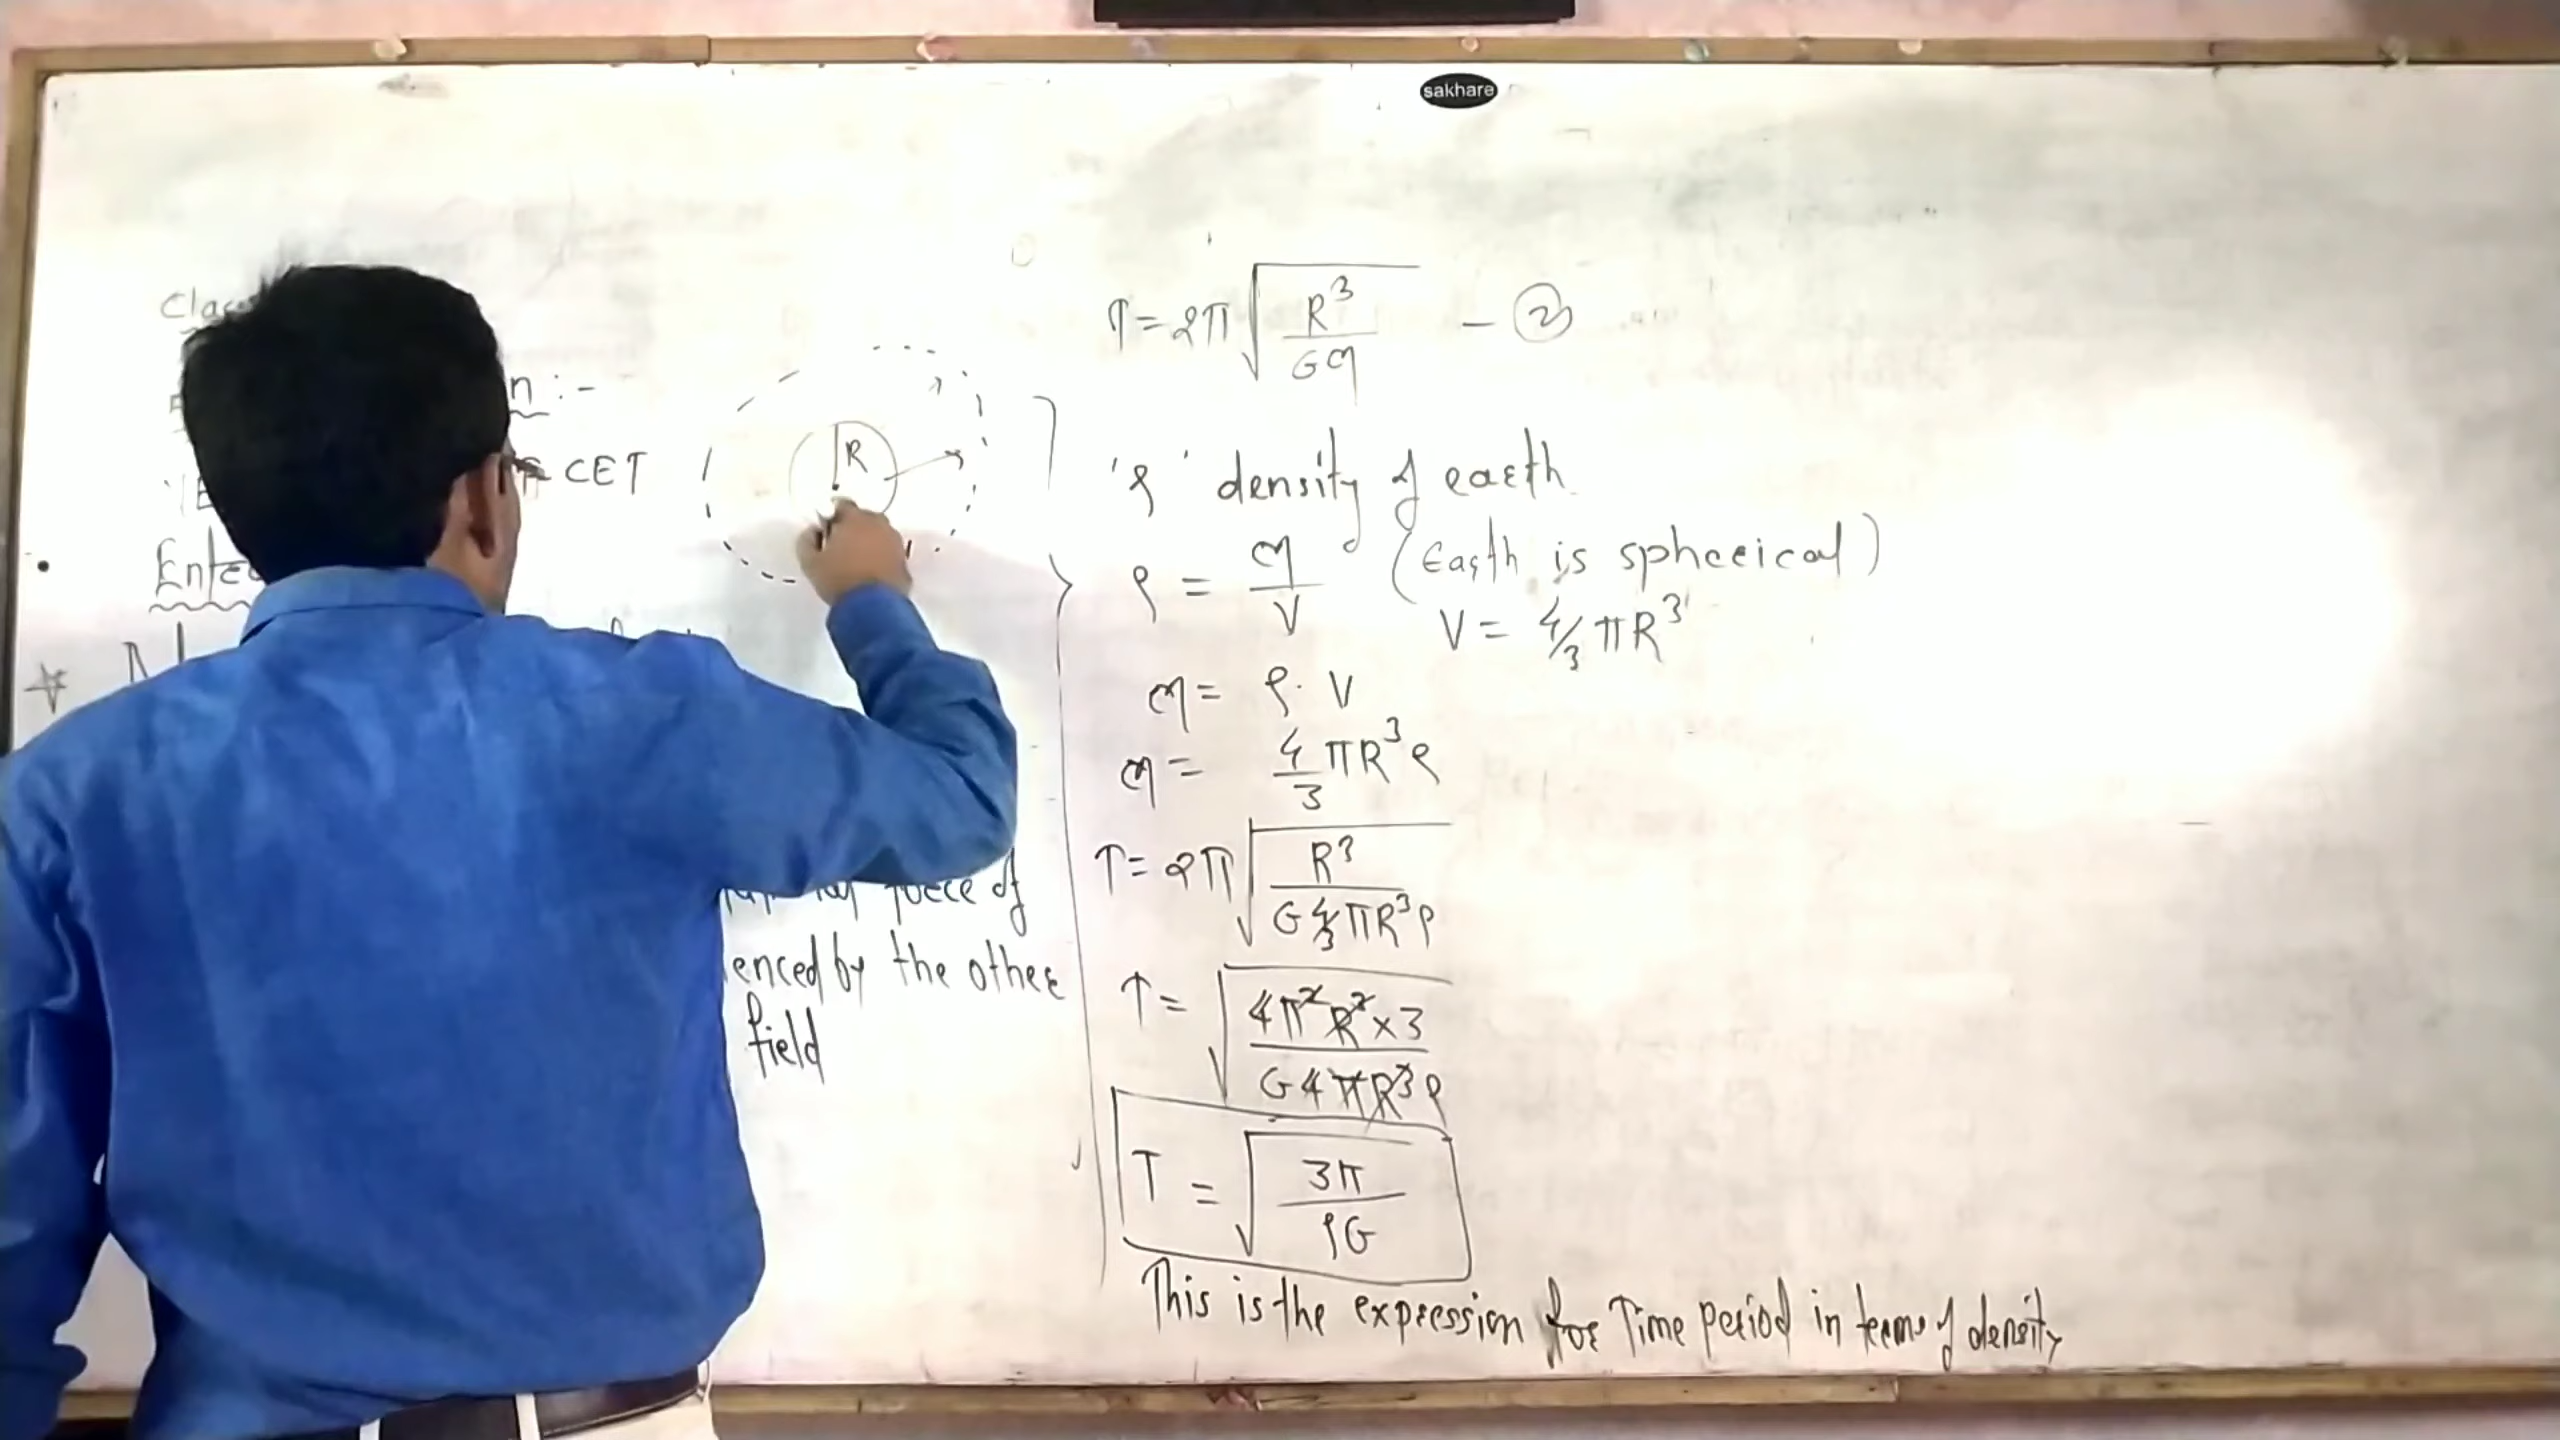 sakhare
n :-
CET
R
force of
enced by the other
field
T = 2π √(R³/GM) - ②
'ρ' density of earth
ρ = M/V (Earth is spherical)
V = 4/3 πR³
M = ρ · V
M = 4/3 πR³ρ
T = 2π √(R³/G 4/3 πR³ρ)
T = √(4π² R² × 3/G 4 π R³ ρ)
T = √(3π/ρG)
This is the expression for Time period in terms of density